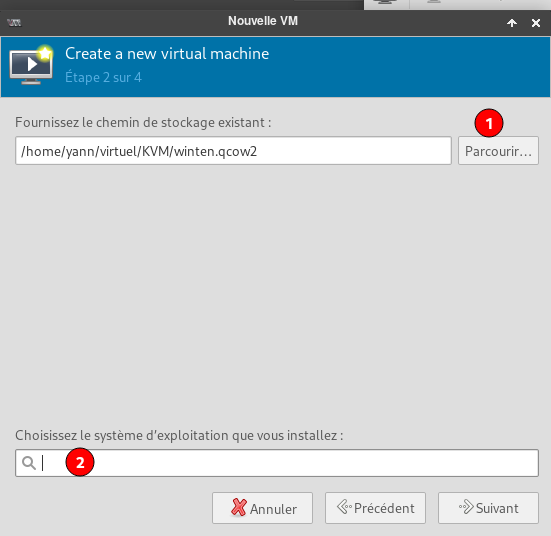 Nouvelle VM
Create a new virtual machine
Étape 2 sur 4
Fournissez le chemin de stockage existant :
1
/home/yann/virtuel/KVM/winten.qcow2
Parcourir...
Choisissez le système d'exploitation que vous installez :
2
Annuler
Précédent
Suivant